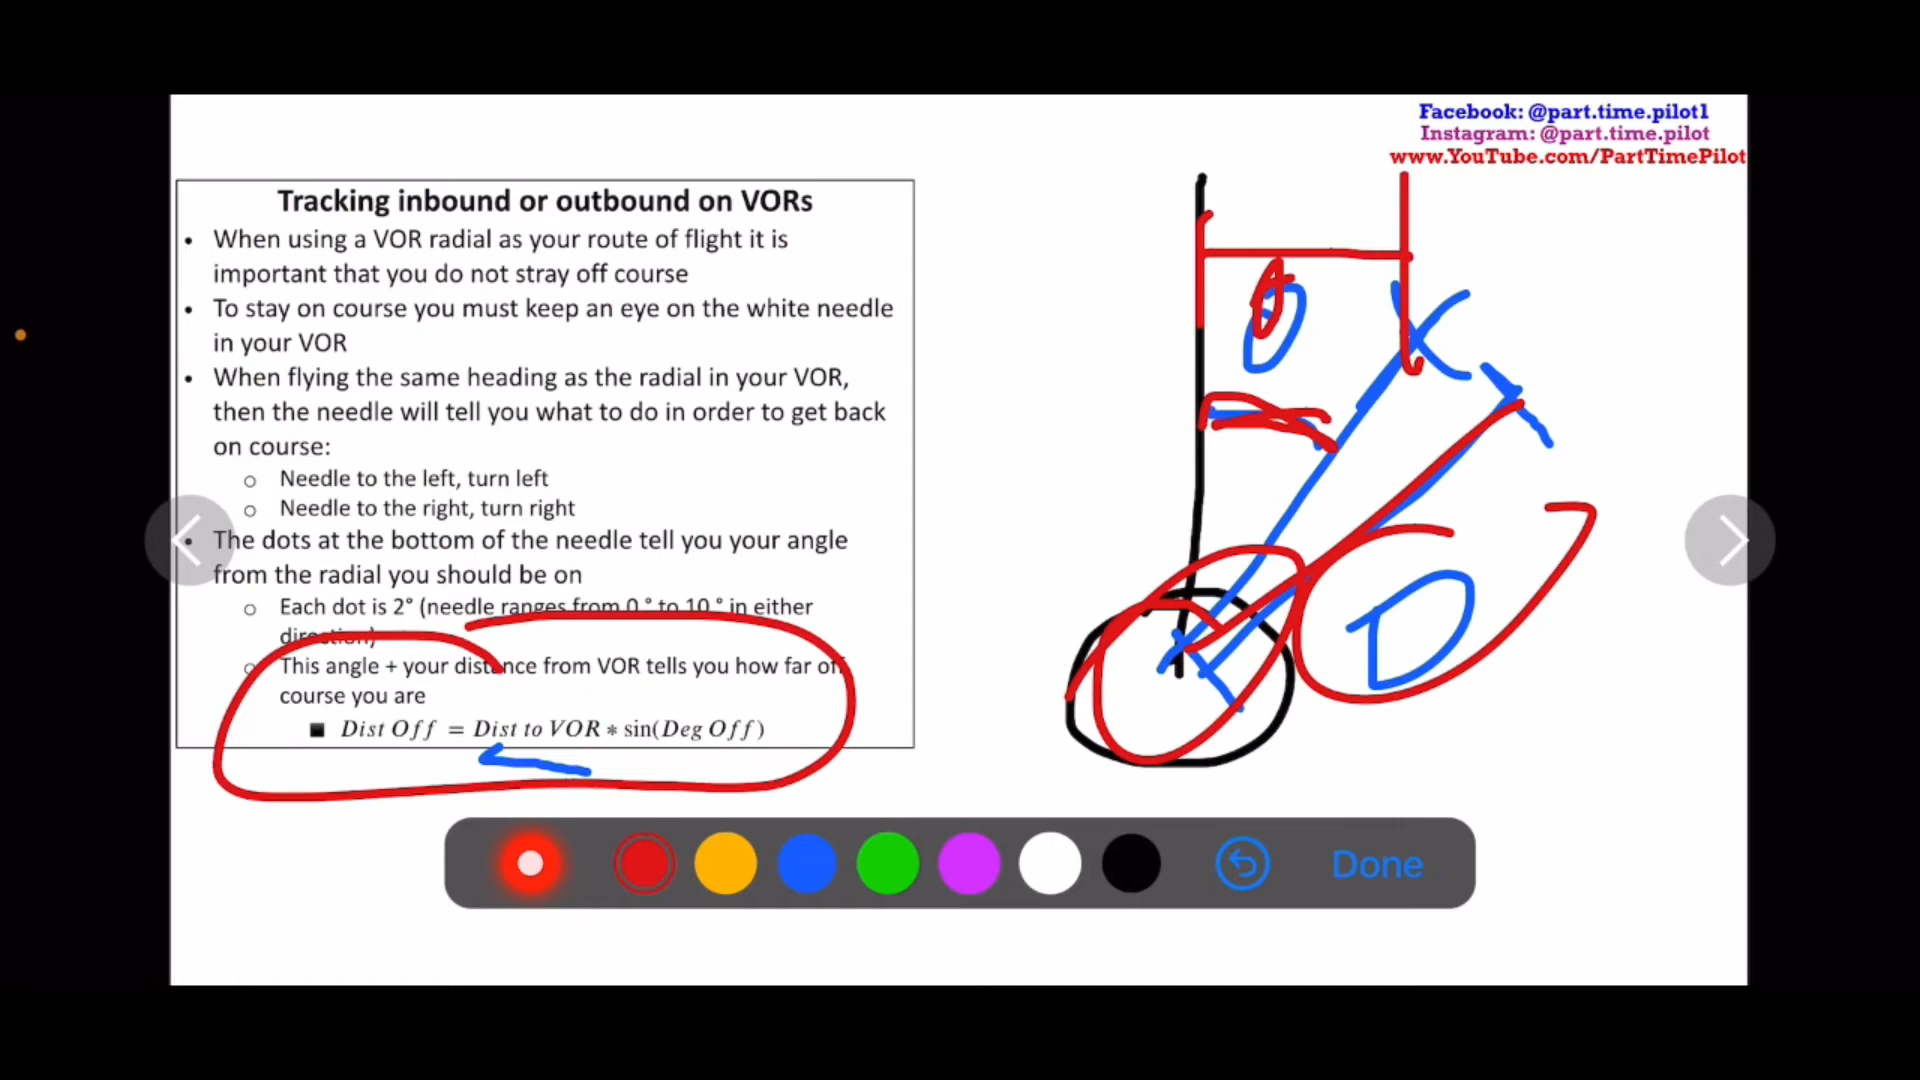 Facebook: @part.time.pilot1
Instagram: @part.time.pilot
www.YouTube.com/PartTimePilot
Tracking inbound or outbound on VORs
• When using a VOR radial as your route of flight it is
important that you do not stray off course
• To stay on course you must keep an eye on the white needle
in your VOR
• When flying the same heading as the radial in your VOR,
then the needle will tell you what to do in order to get back
on course:
o Needle to the left, turn left
o Needle to the right, turn right
• The dots at the bottom of the needle tell you your angle
from the radial you should be on
o Each dot is 2° (needle ranges from 0 ° to 10 ° in either
direction)
o This angle + your distance from VOR tells you how far off
course you are
■ Dist Off = Dist to VOR * sin(Deg Off)
D
Done